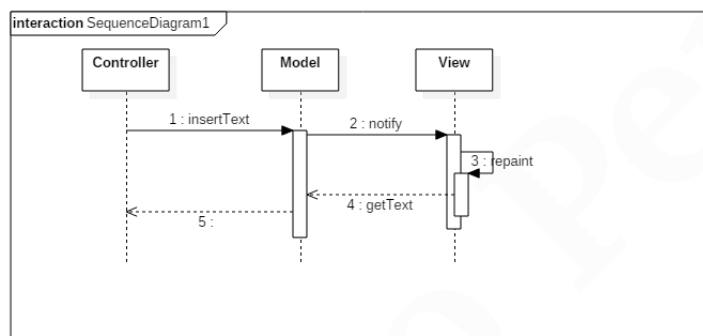 interaction SequenceDiagram1
Controller
Model
View
1 : insertText
2 : notify
3 : repaint
4 : getText
5 :